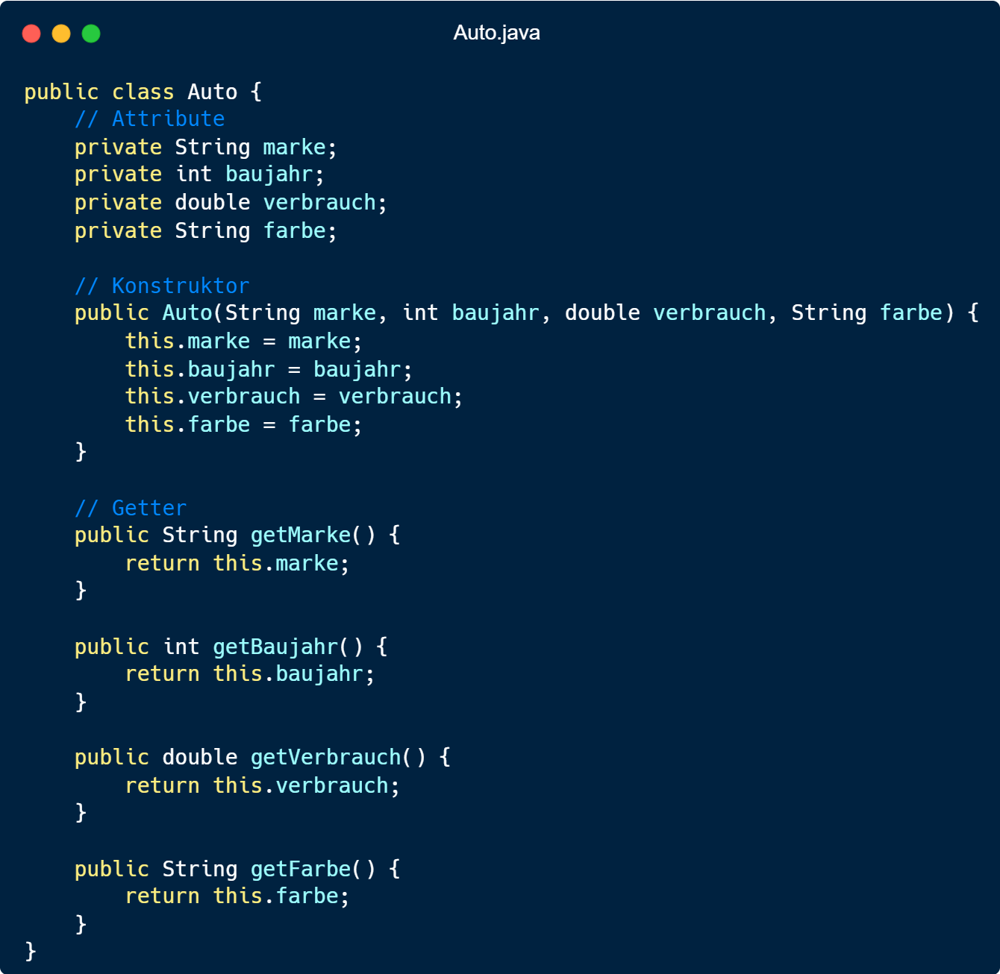 Auto.java
public class Auto {
    // Attribute
    private String marke;
    private int baujahr;
    private double verbrauch;
    private String farbe;

    // Konstruktor
    public Auto(String marke, int baujahr, double verbrauch, String farbe) {
        this.marke = marke;
        this.baujahr = baujahr;
        this.verbrauch = verbrauch;
        this.farbe = farbe;
    }

    // Getter
    public String getMarke() {
        return this.marke;
    }

    public int getBaujahr() {
        return this.baujahr;
    }

    public double getVerbrauch() {
        return this.verbrauch;
    }

    public String getFarbe() {
        return this.farbe;
    }
}